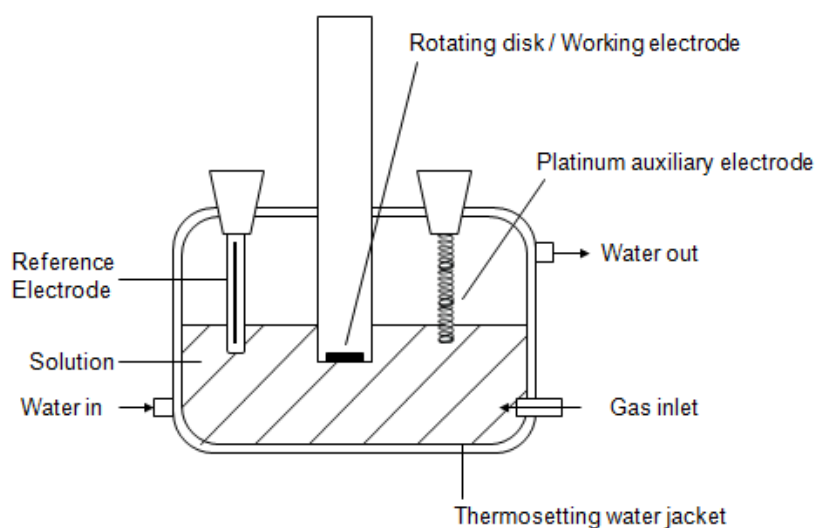 Rotating disk / Working electrode
Platinum auxiliary electrode
Water out
Reference
Electrode
Solution
Water in
Gas inlet
Thermosetting water jacket